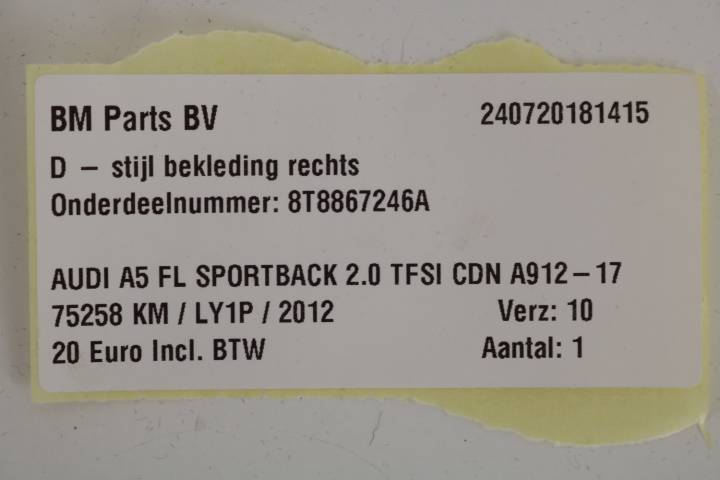 BM Parts BV 240720181415
D – stijl bekleding rechts
Onderdeelnummer: 8T8867246A
AUDI A5 FL SPORTBACK 2.0 TFSI CDN A912–17
75258 KM / LY1P / 2012 Verz: 10
20 Euro Incl. BTW Aantal: 1